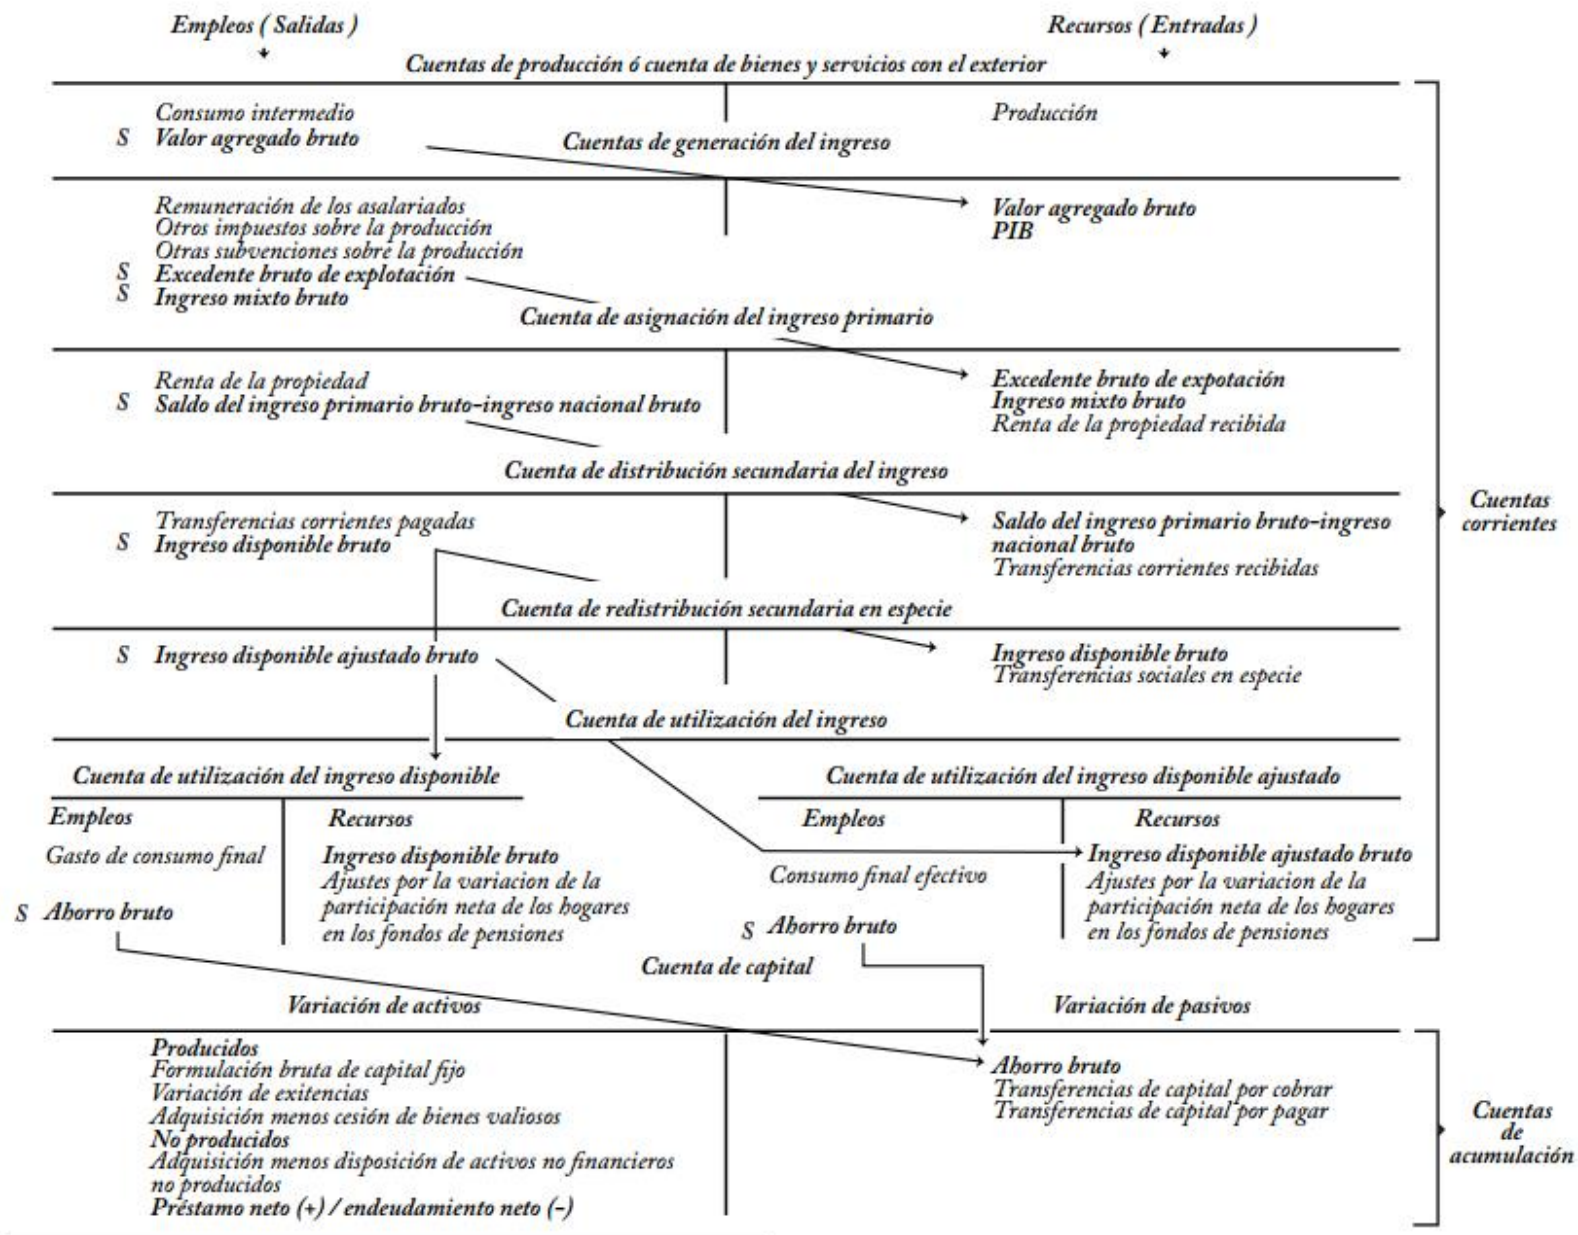 Empleos ( Salidas )
Recursos ( Entradas )
Cuentas de producción ó cuenta de bienes y servicios con el exterior
Consumo intermedio
Producción
S Valor agregado bruto
Cuentas de generación del ingreso
Remuneración de los asalariados
Otros impuestos sobre la producción
Otras subvenciones sobre la producción
S Excedente bruto de explotación
S Ingreso mixto bruto
Valor agregado bruto
PIB
Cuenta de asignación del ingreso primario
Renta de la propiedad
S Saldo del ingreso primario bruto-ingreso nacional bruto
Excedente bruto de expotación
Ingreso mixto bruto
Renta de la propiedad recibida
Cuenta de distribución secundaria del ingreso
Transferencias corrientes pagadas
S Ingreso disponible bruto
Saldo del ingreso primario bruto-ingreso
nacional bruto
Transferencias corrientes recibidas
Cuentas
corrientes
Cuenta de redistribución secundaria en especie
S Ingreso disponible ajustado bruto
Ingreso disponible bruto
Transferencias sociales en especie
Cuenta de utilización del ingreso
Cuenta de utilización del ingreso disponible
Empleos
Recursos
Gasto de consumo final
S Ahorro bruto
Ingreso disponible bruto
Ajustes por la variacion de la
participación neta de los hogares
en los fondos de pensiones
Cuenta de utilización del ingreso disponible ajustado
Empleos
Recursos
Consumo final efectivo
S Ahorro bruto
Ingreso disponible ajustado bruto
Ajustes por la variacion de la
participación neta de los hogares
en los fondos de pensiones
Cuenta de capital
Variación de activos
Variación de pasivos
Producidos
Formulación bruta de capital fijo
Variación de exitencias
Adquisición menos cesión de bienes valiosos
No producidos
Adquisición menos disposición de activos no financieros
no producidos
Préstamo neto (+) / endeudamiento neto (-)
Ahorro bruto
Transferencias de capital por cobrar
Transferencias de capital por pagar
Cuentas
de
acumulación